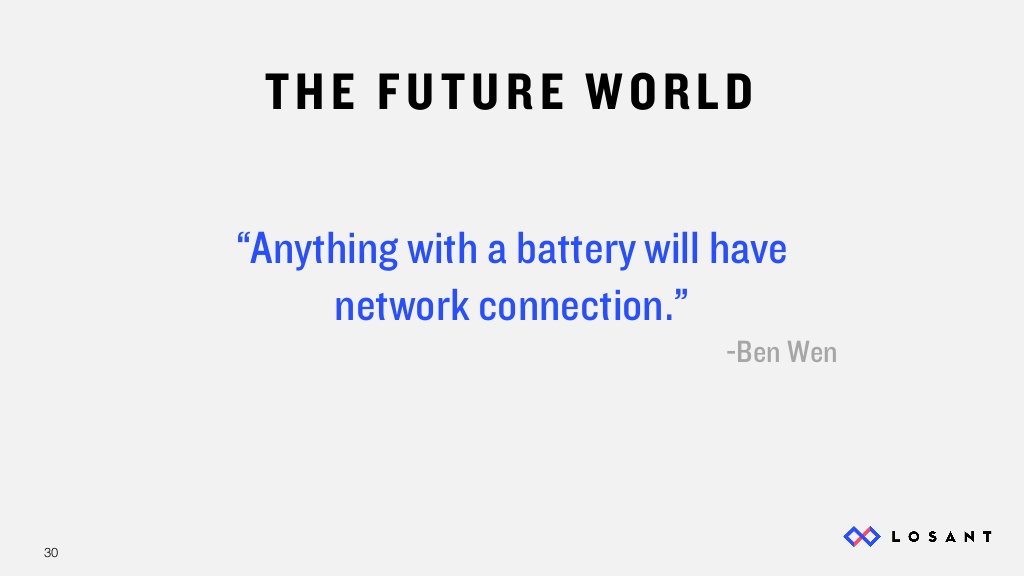 THE FUTURE WORLD
“Anything with a battery will have
network connection.”
-Ben Wen
30
LOSANT